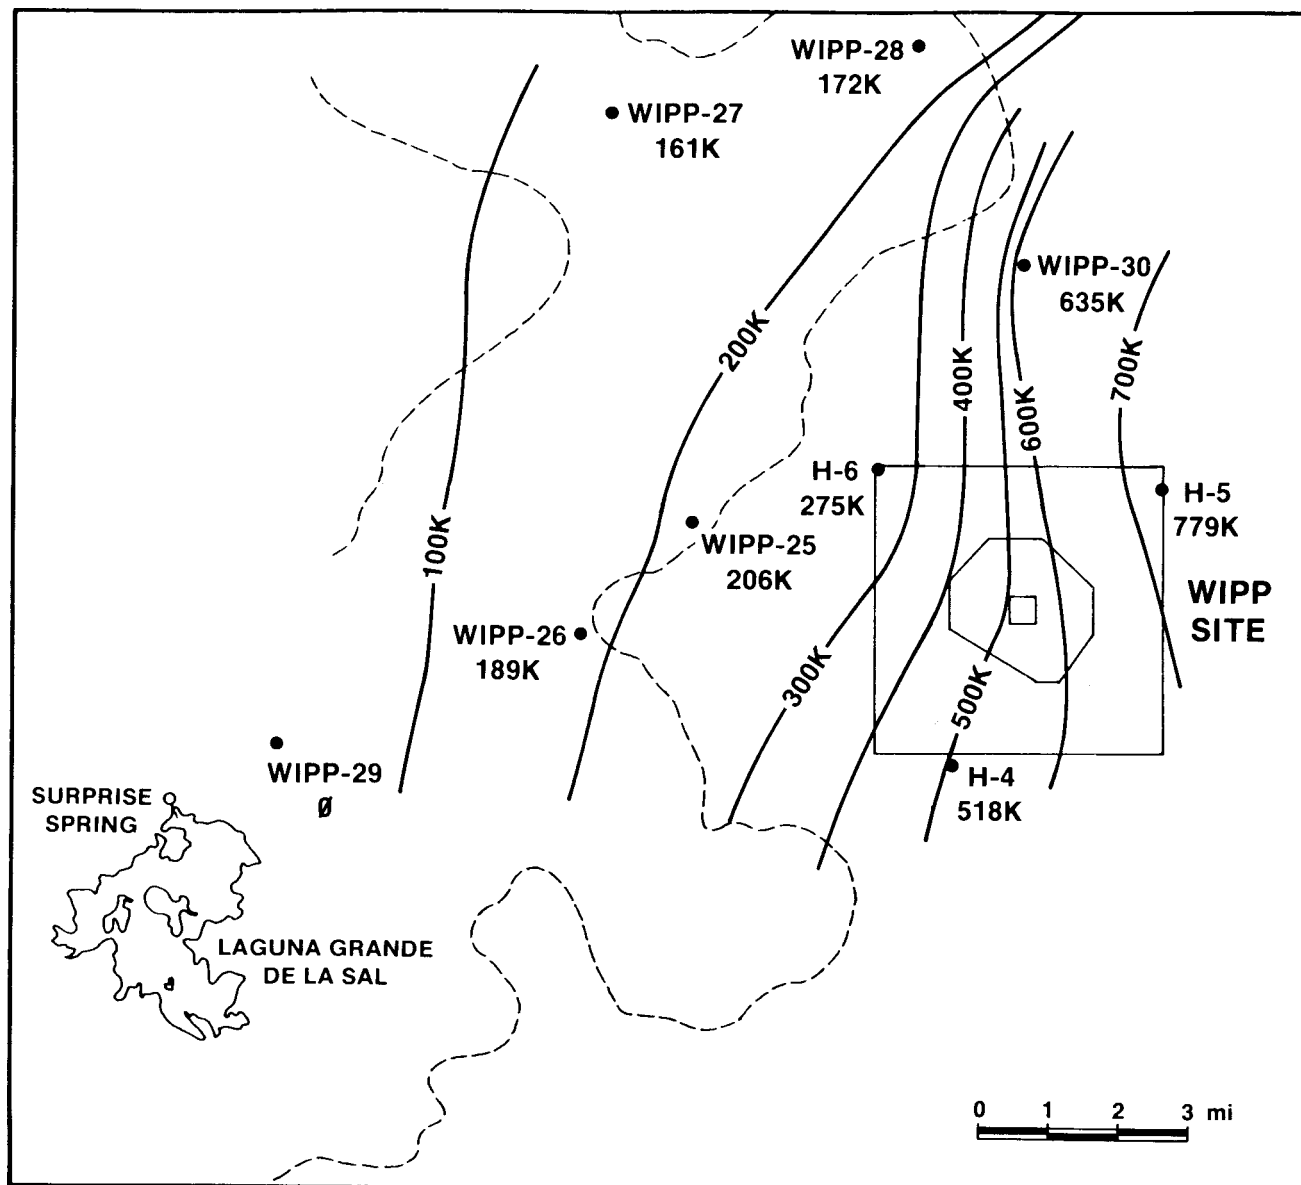 WIPP-28
172K
WIPP-27
161K
WIPP-30
635K
200K
400K
600K
700K
H-6
275K
H-5
779K
100K
WIPP-25
206K
WIPP
SITE
WIPP-26
189K
300K
500K
WIPP-29
Ø
H-4
518K
SURPRISE
SPRING
LAGUNA GRANDE
DE LA SAL
0 1 2 3 mi